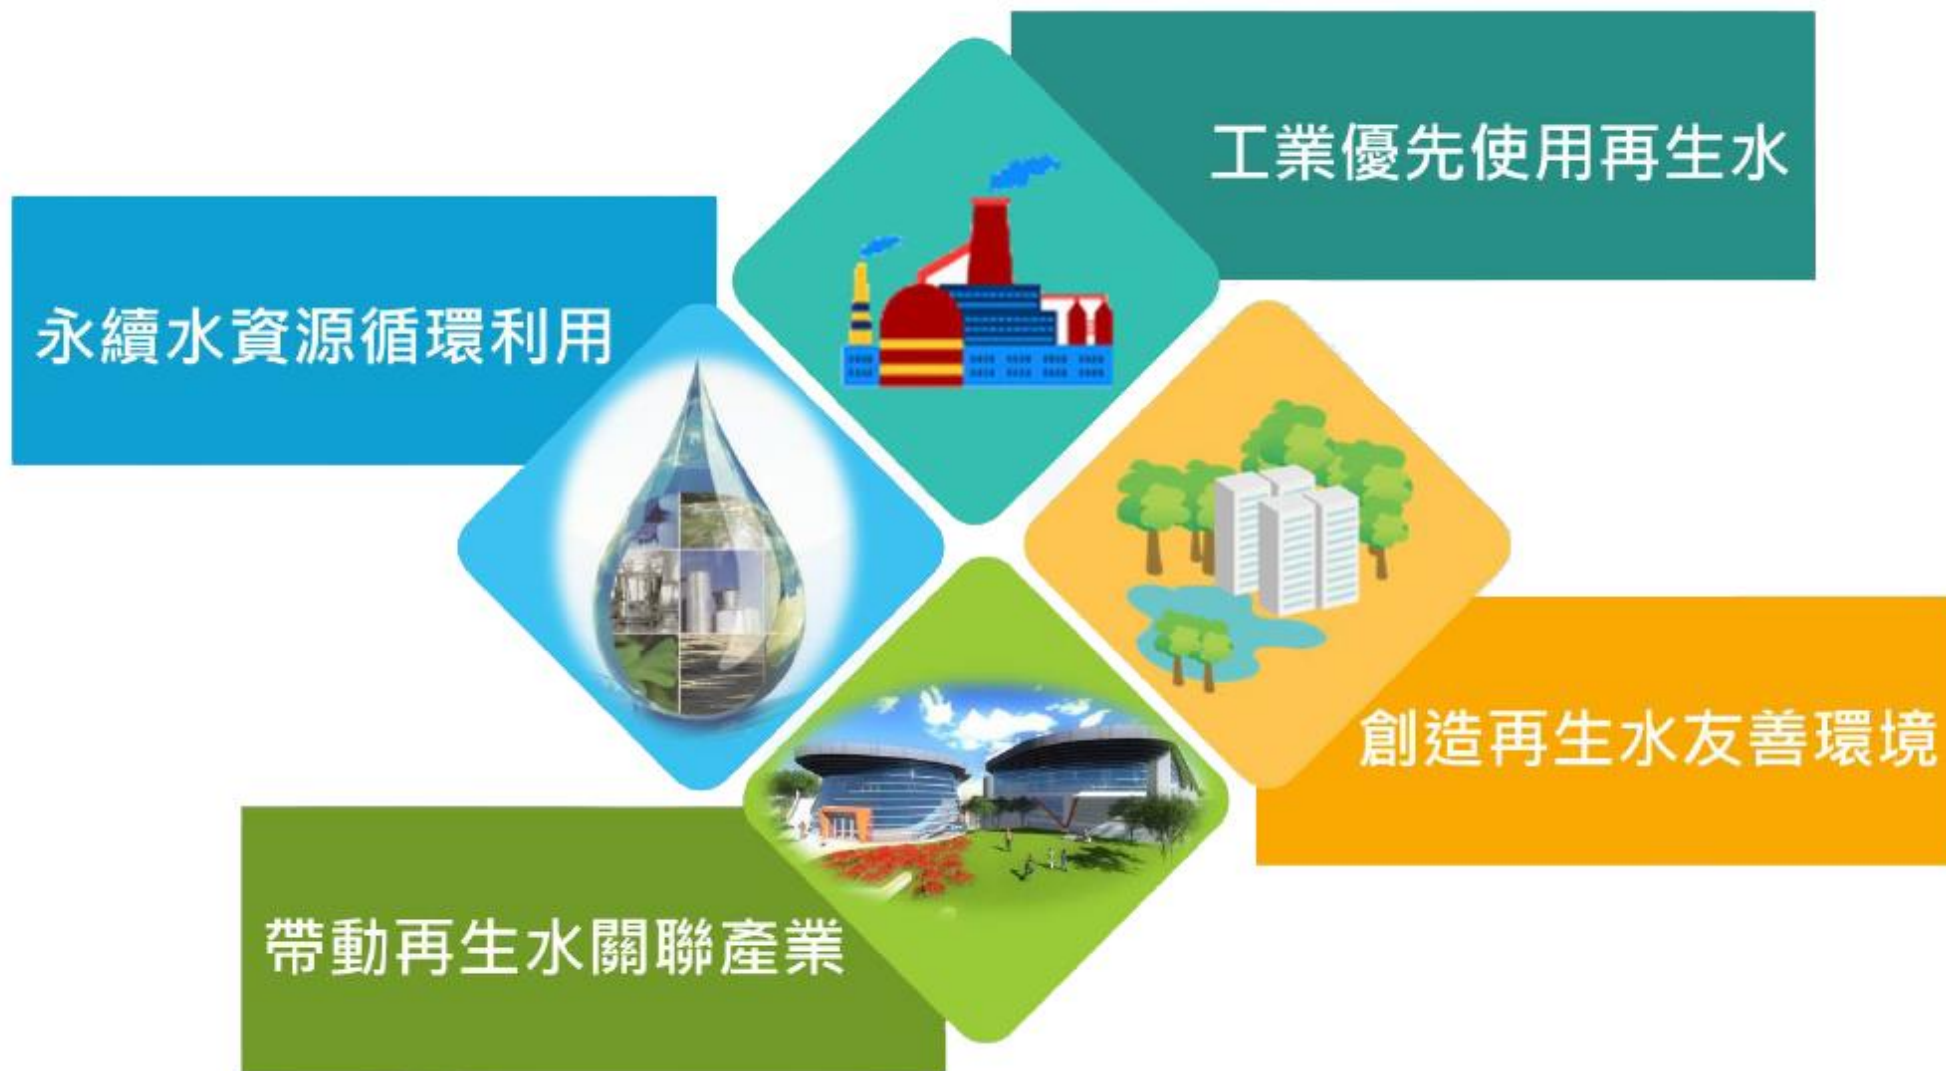 工業優先使用再生水
永續水資源循環利用
創造再生水友善環境
帶動再生水關聯產業